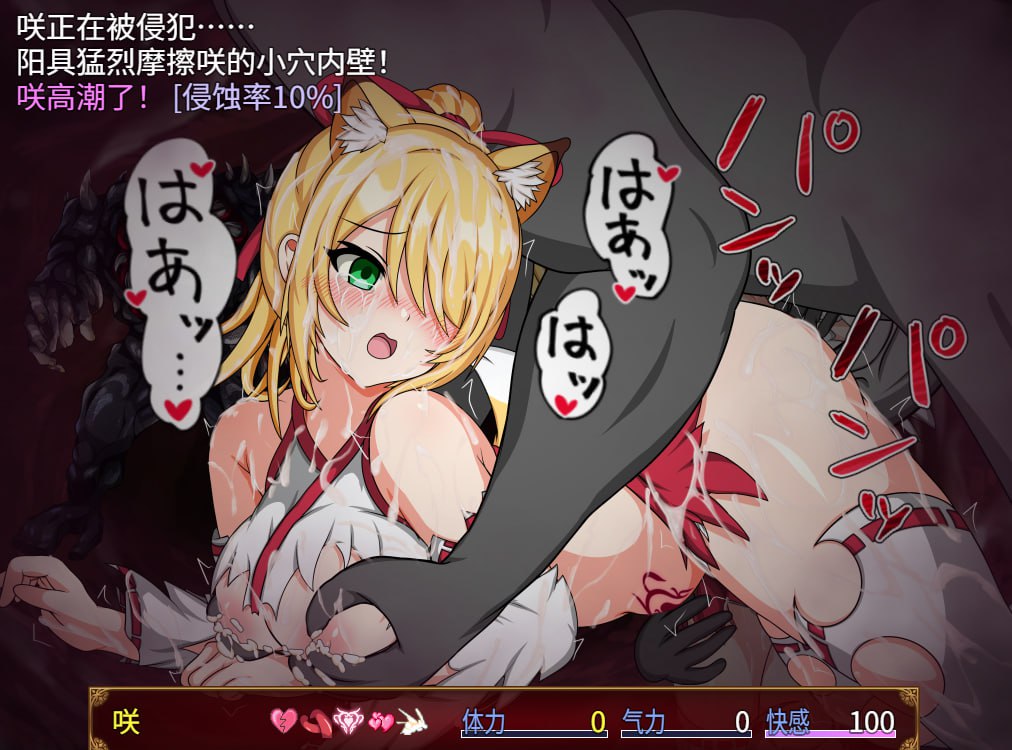 咲正在被侵犯……
阳具猛烈摩擦咲的小穴内壁！
咲高潮了！ [侵蚀率10%]
はあッ…
はあッ
はッ
パンッ
パンッ
咲
体力 0 气力 0 快感 100